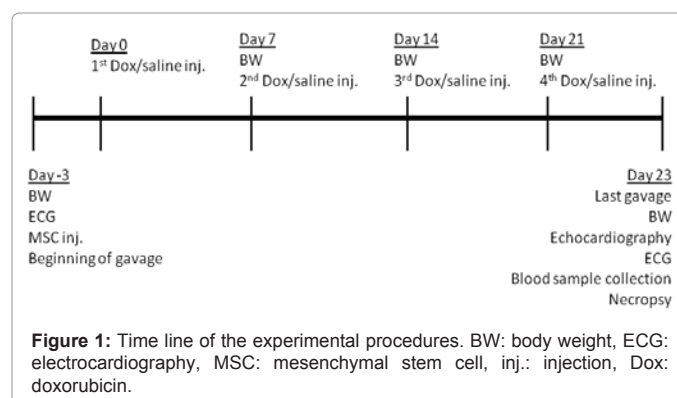 Day 0
1st Dox/saline inj.
Day 7
BW
2nd Dox/saline inj.
Day 14
BW
3rd Dox/saline inj.
Day 21
BW
4th Dox/saline inj.
Day -3
BW
ECG
MSC inj.
Beginning of gavage
Day 23
Last gavage
BW
Echocardiography
ECG
Blood sample collection
Necropsy
Figure 1: Time line of the experimental procedures. BW: body weight, ECG:
electrocardiography, MSC: mesenchymal stem cell, inj.: injection, Dox:
doxorubicin.